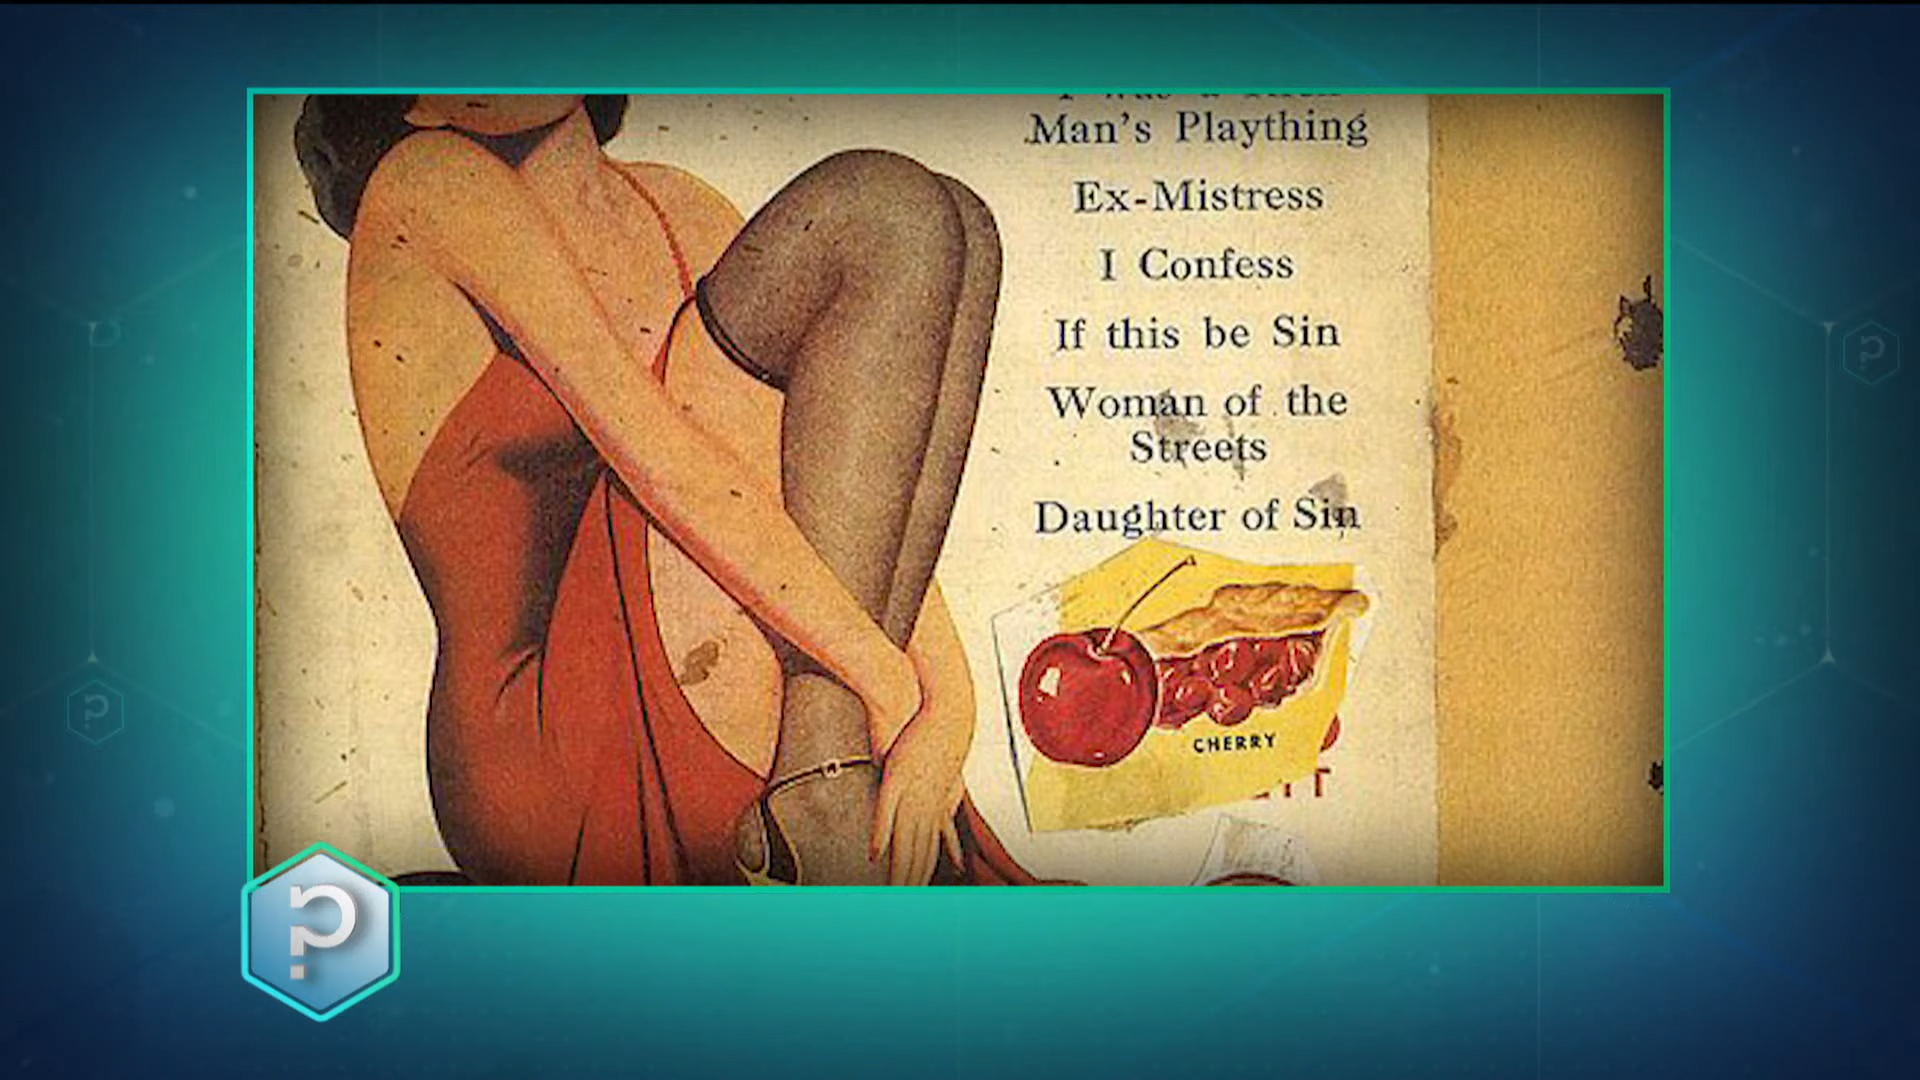 Man's Plaything
Ex-Mistress
I Confess
If this be Sin
Woman of the
Streets
Daughter of Sin
CHERRY